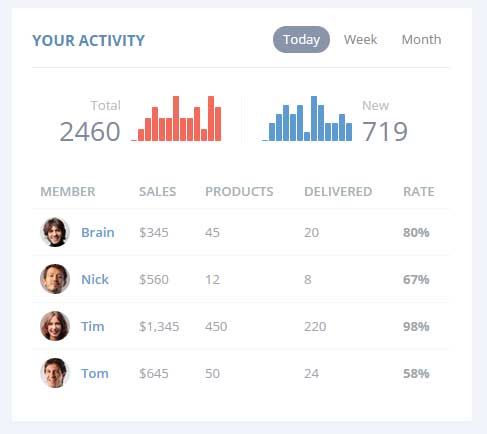 YOUR ACTIVITY Today Week Month
Total New
2460 719
MEMBER SALES PRODUCTS DELIVERED RATE
Brain $345 45 20 80%
Nick $560 12 8 67%
Tim $1,345 450 220 98%
Tom $645 50 24 58%